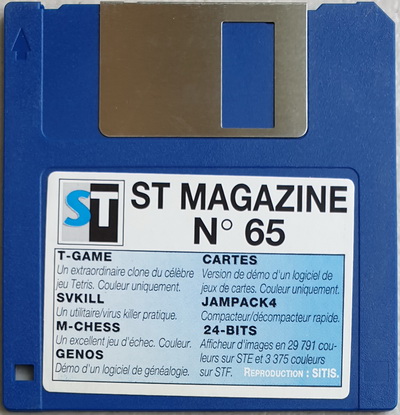 ST
ST MAGAZINE
N° 65
T-GAME
Un extraordinaire clone du célèbre
jeu Tetris. Couleur uniquement.
SVKILL
Un utilitaire/virus killer pratique.
M-CHESS
Un excellent jeu d'échec. Couleur.
GENOS
Démo d'un logiciel de généalogie.
CARTES
Version de démo d'un logiciel de
jeux de cartes. Couleur uniquement.
JAMPACK4
Compacteur/décompacteur rapide.
24-BITS
Afficheur d'images en 29 791 cou-
leurs sur STE et 3 375 couleurs
sur STF. REPRODUCTION : SITIS.